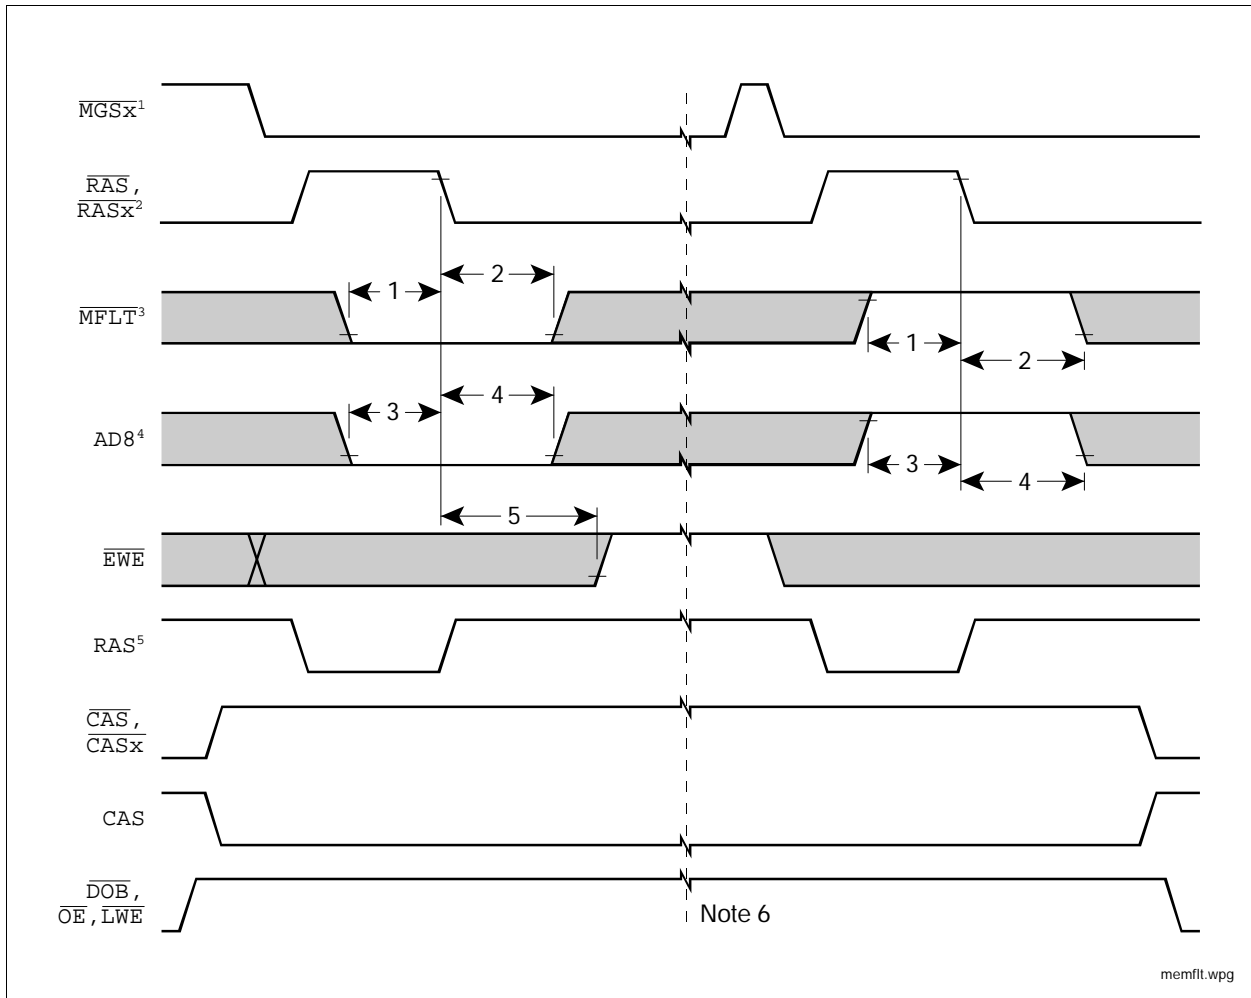 MGSx¹
RAS,
RASx²
1
2
MFLT³
1
2
3
4
AD8⁴
3
4
5
EWE
RAS⁵
CAS,
CASx
CAS
DOB,
OE,LWE
Note 6
memflt.wpg